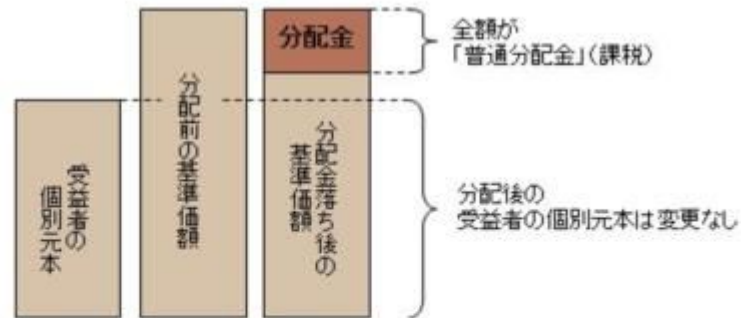 受益者の
個別元本
分配前の基準価額
分配金
分配金落ち後の
基準価額
全額が
「普通分配金」(課税)
分配後の
受益者の個別元本は変更なし